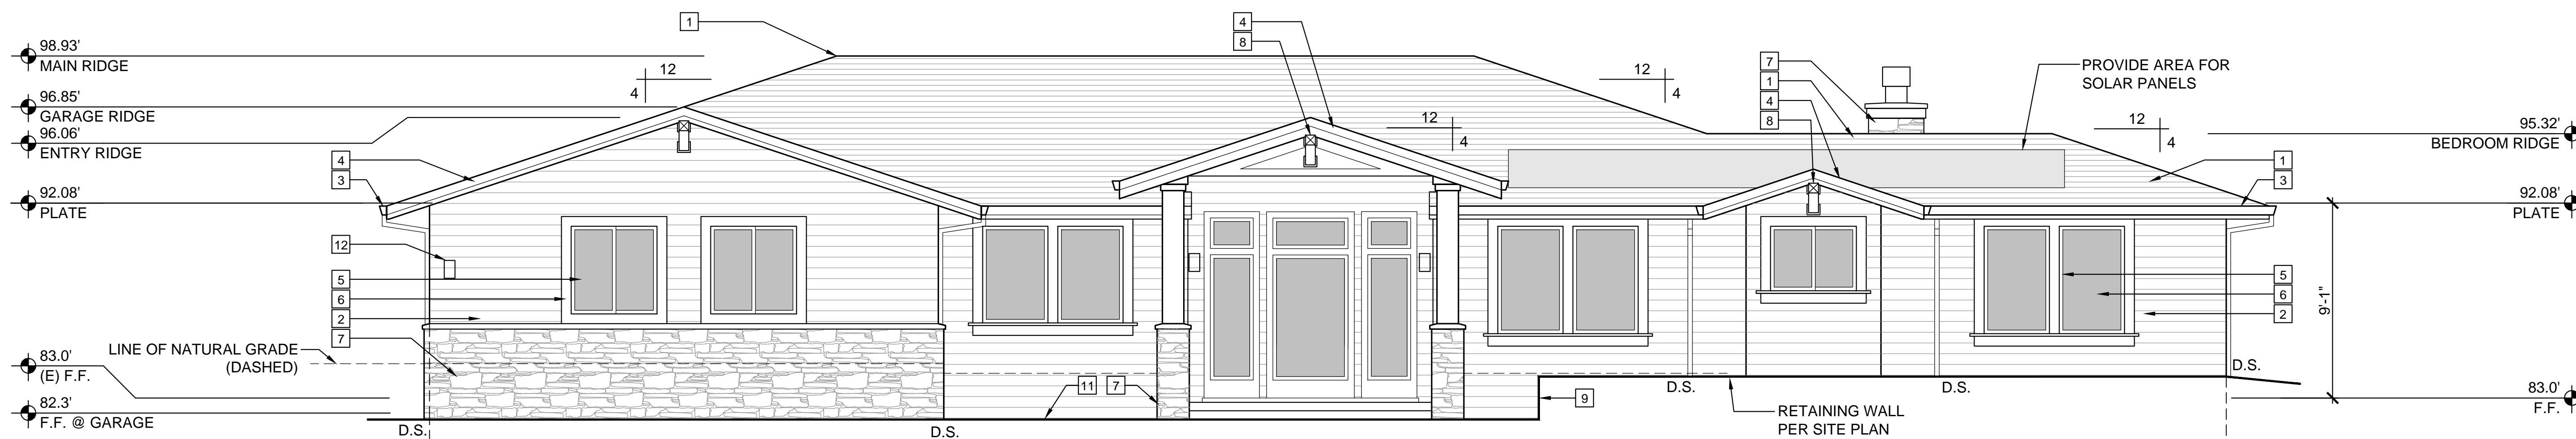 98.93'
MAIN RIDGE
96.85'
GARAGE RIDGE
96.06'
ENTRY RIDGE
92.08'
PLATE
83.0'
(E) F.F.
82.3'
F.F. @ GARAGE
LINE OF NATURAL GRADE
(DASHED)
1
12
4
4
3
12
5
6
2
7
D.S.
D.S.
4
8
12
4
11
7
12
4
7
1
4
8
9
D.S.
RETAINING WALL
PER SITE PLAN
D.S.
D.S.
PROVIDE AREA FOR
SOLAR PANELS
12
4
1
3
5
6
2
9'-1"
95.32'
BEDROOM RIDGE
92.08'
PLATE
83.0'
F.F.